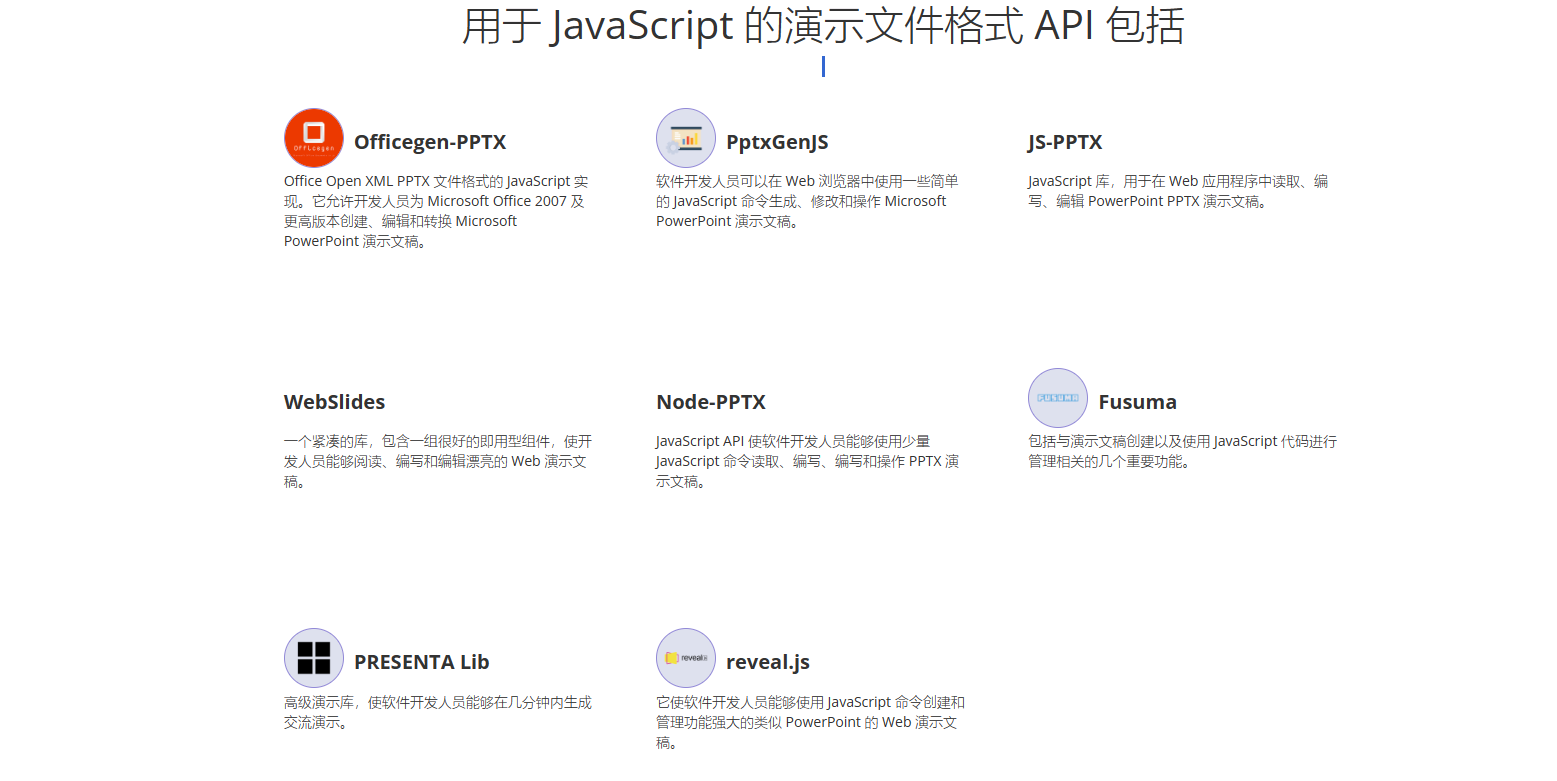 用于 JavaScript 的演示文件格式 API 包括
Officegen
Officegen-PPTX
Office Open XML PPTX 文件格式的 JavaScript 实
现。它允许开发人员为 Microsoft Office 2007 及
更高版本创建、编辑和转换 Microsoft
PowerPoint 演示文稿。
PptxGenJS
软件开发人员可以在 Web 浏览器中使用一些简单
的 JavaScript 命令生成、修改和操作 Microsoft
PowerPoint 演示文稿。
JS-PPTX
JavaScript 库，用于在 Web 应用程序中读取、编
写、编辑 PowerPoint PPTX 演示文稿。
WebSlides
一个紧凑的库，包含一组很好的即用型组件，使开
发人员能够阅读、编写和编辑漂亮的 Web 演示文
稿。
Node-PPTX
JavaScript API 使软件开发人员能够使用少量
JavaScript 命令读取、编写、编写和操作 PPTX 演
示文稿。
FUSUMA
Fusuma
包括与演示文稿创建以及使用 JavaScript 代码进行
管理相关的几个重要功能。
PRESENTA Lib
高级演示库，使软件开发人员能够在几分钟内生成
交流演示。
reveal
reveal.js
它使软件开发人员能够使用 JavaScript 命令创建和
管理功能强大的类似 PowerPoint 的 Web 演示文
稿。